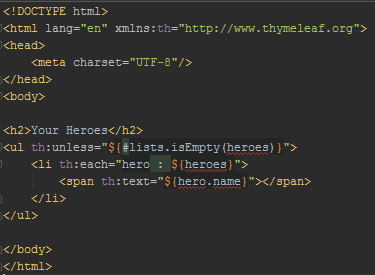 <!DOCTYPE html>
<html lang="en" xmlns:th="http://www.thymeleaf.org">
<head>
    <meta charset="UTF-8"/>
</head>
<body>

<h2>Your Heroes</h2>
<ul th:unless="${#lists.isEmpty(heroes)}">
    <li th:each="hero : ${heroes}">
        <span th:text="${hero.name}"></span>
    </li>
</ul>

</body>
</html>